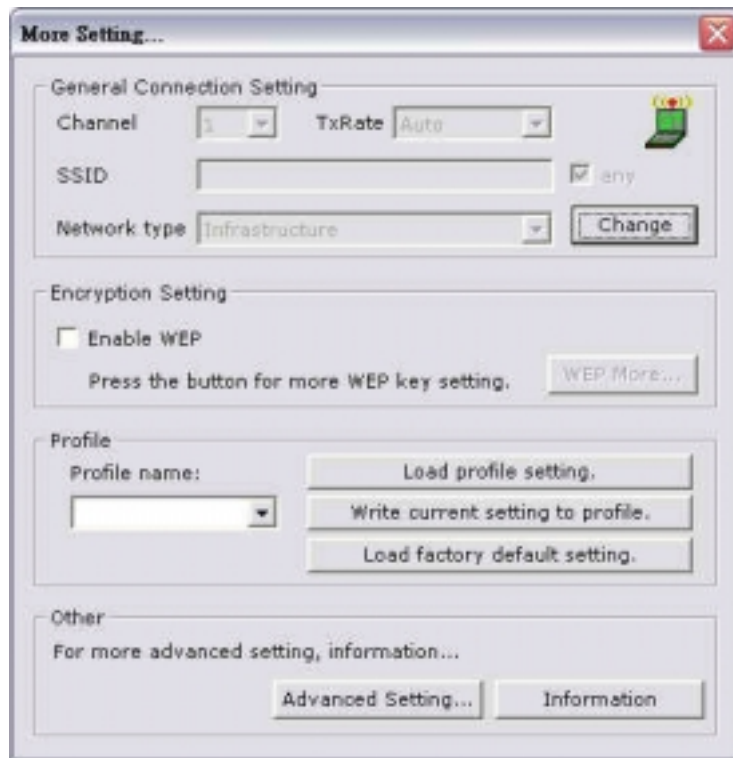 More Setting...
General Connection Setting
Channel 1 TxRate Auto
SSID any
Network type Infrastructure Change
Encryption Setting
Enable WEP
Press the button for more WEP key setting. WEP More...
Profile
Profile name: Load profile setting.
Write current setting to profile.
Load factory default setting.
Other
For more advanced setting, information...
Advanced Setting... Information